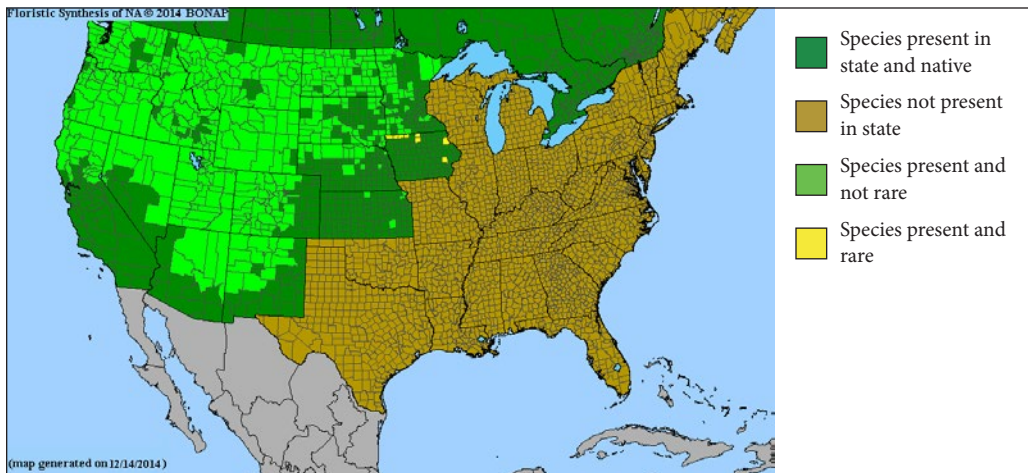 Floristic Synthesis of NA © 2014 BONAP
Species present in
state and native
Species not present
in state
Species present and
not rare
Species present and
rare
(map generated on 12/14/2014)